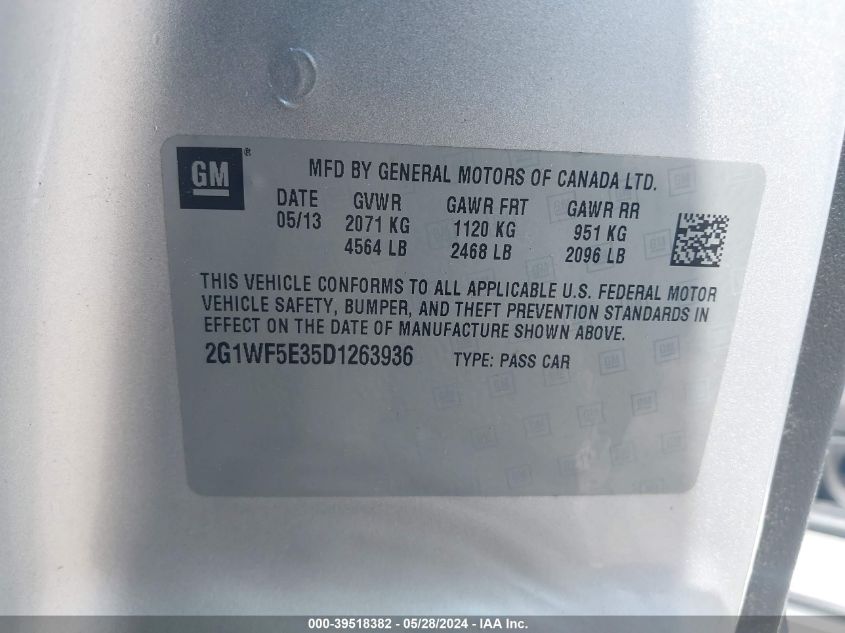 GM ®
MFD BY GENERAL MOTORS OF CANADA LTD.
DATE GVWR GAWR FRT GAWR RR
05/13 2071 KG 1120 KG 951 KG
4564 LB 2468 LB 2096 LB
THIS VEHICLE CONFORMS TO ALL APPLICABLE U.S. FEDERAL MOTOR
VEHICLE SAFETY, BUMPER, AND THEFT PREVENTION STANDARDS IN
EFFECT ON THE DATE OF MANUFACTURE SHOWN ABOVE.
2G1WF5E35D1263936 TYPE: PASS CAR
000-39518382 - 05/28/2024 - IAA Inc.